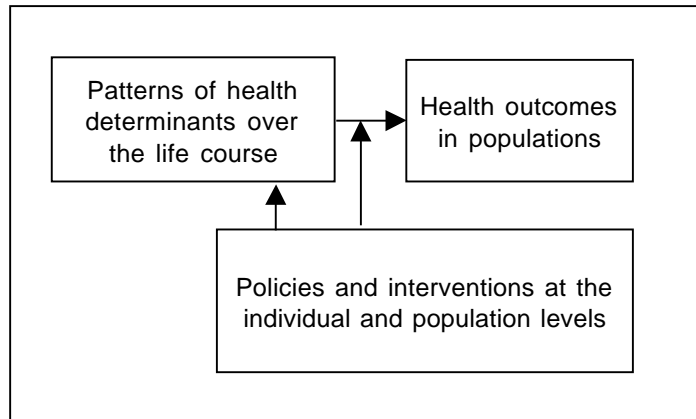 Patterns of health
determinants over
the life course
Health outcomes
in populations
Policies and interventions at the
individual and population levels